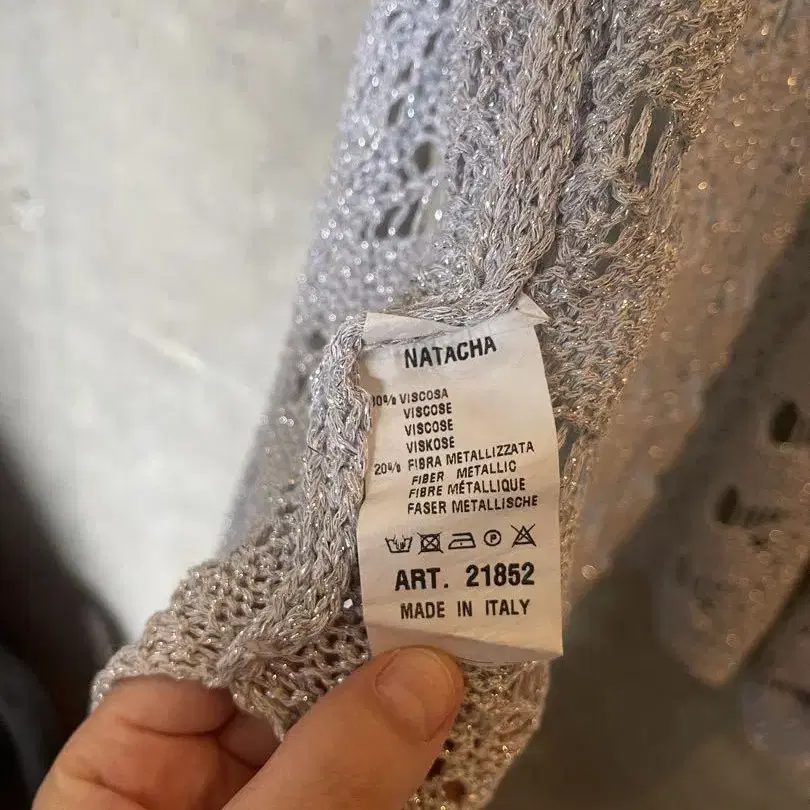 NATACHA
VISCOSA
VISCOSE
VISCOSE
VISKOSE
20% FIBRA METALLIZZATA
FIBER METALLIC
FIBRE MÉTALLIQUE
FASER METALLISCHE
P
ART. 21852
MADE IN ITALY